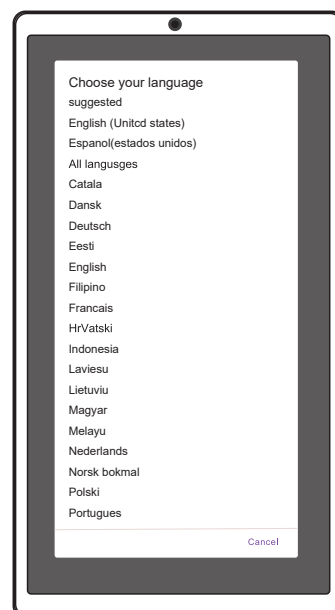 Choose your language
suggested
English (Unitcd states)
Espanol(estados unidos)
All langusges
Catala
Dansk
Deutsch
Eesti
English
Filipino
Francais
HrVatski
Indonesia
Laviesu
Lietuviu
Magyar
Melayu
Nederlands
Norsk bokmal
Polski
Portugues
Cancel